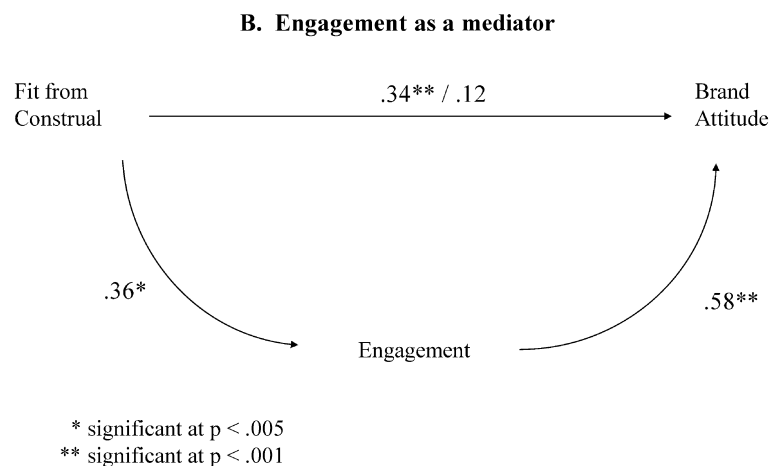 B. Engagement as a mediator
Fit from
Construal
.34** / .12
Brand
Attitude
.36*
.58**
Engagement
* significant at p < .005
** significant at p < .001